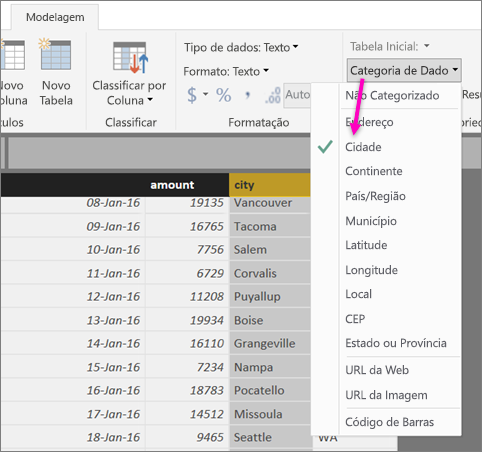 Modelagem
Tipo de dados: Texto
Tabela Inicial:
Formato: Texto
Categoria de Dado
$ % , .00 Auto
Novo
oluna
Novo
Tabela
Classificar por
Coluna
culos
Classificar
Formatação
opried
Resu
Não Categorizado
Endereço
Cidade
Continente
País/Região
Município
Latitude
Longitude
Local
CEP
Estado ou Província
URL da Web
URL da Imagem
Código de Barras
amount city
08-Jan-16 19135 Vancouver
09-Jan-16 16765 Tacoma
10-Jan-16 7756 Salem
11-Jan-16 6729 Corvalis
12-Jan-16 11208 Puyallup
13-Jan-16 19934 Boise
14-Jan-16 16110 Grangeville
15-Jan-16 7234 Nampa
16-Jan-16 18783 Pocatello
17-Jan-16 14512 Missoula
18-Jan-16 9465 Seattle WA